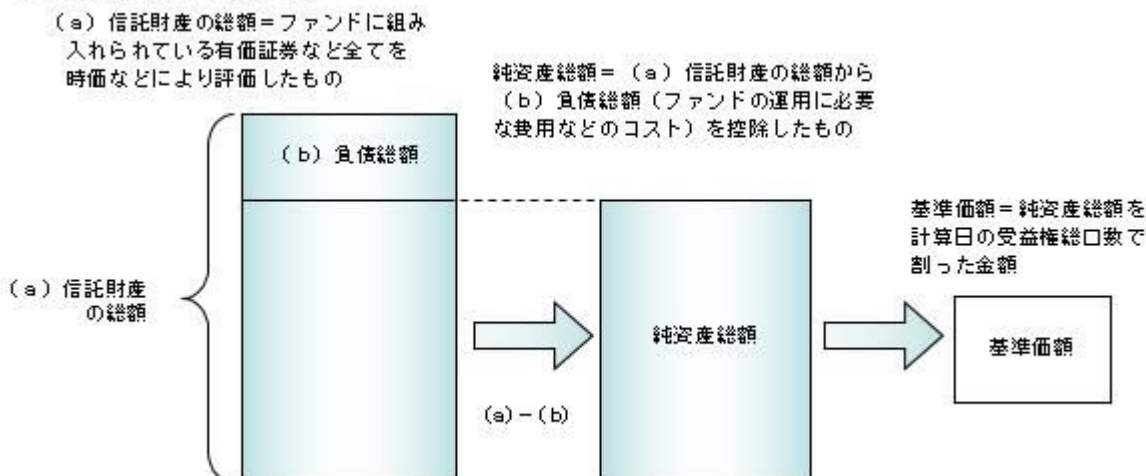 （a）信託財産の総額＝ファンドに組み
入れられている有価証券など全てを
時価などにより評価したもの
純資産総額＝（a）信託財産の総額から
（b）負債総額（ファンドの運用に必要
な費用などのコスト）を控除したもの
（b）負債総額
基準価額＝純資産総額を
計算日の受益権総口数で
割った金額
（a）信託財産
の総額
純資産総額
基準価額
(a)－(b)